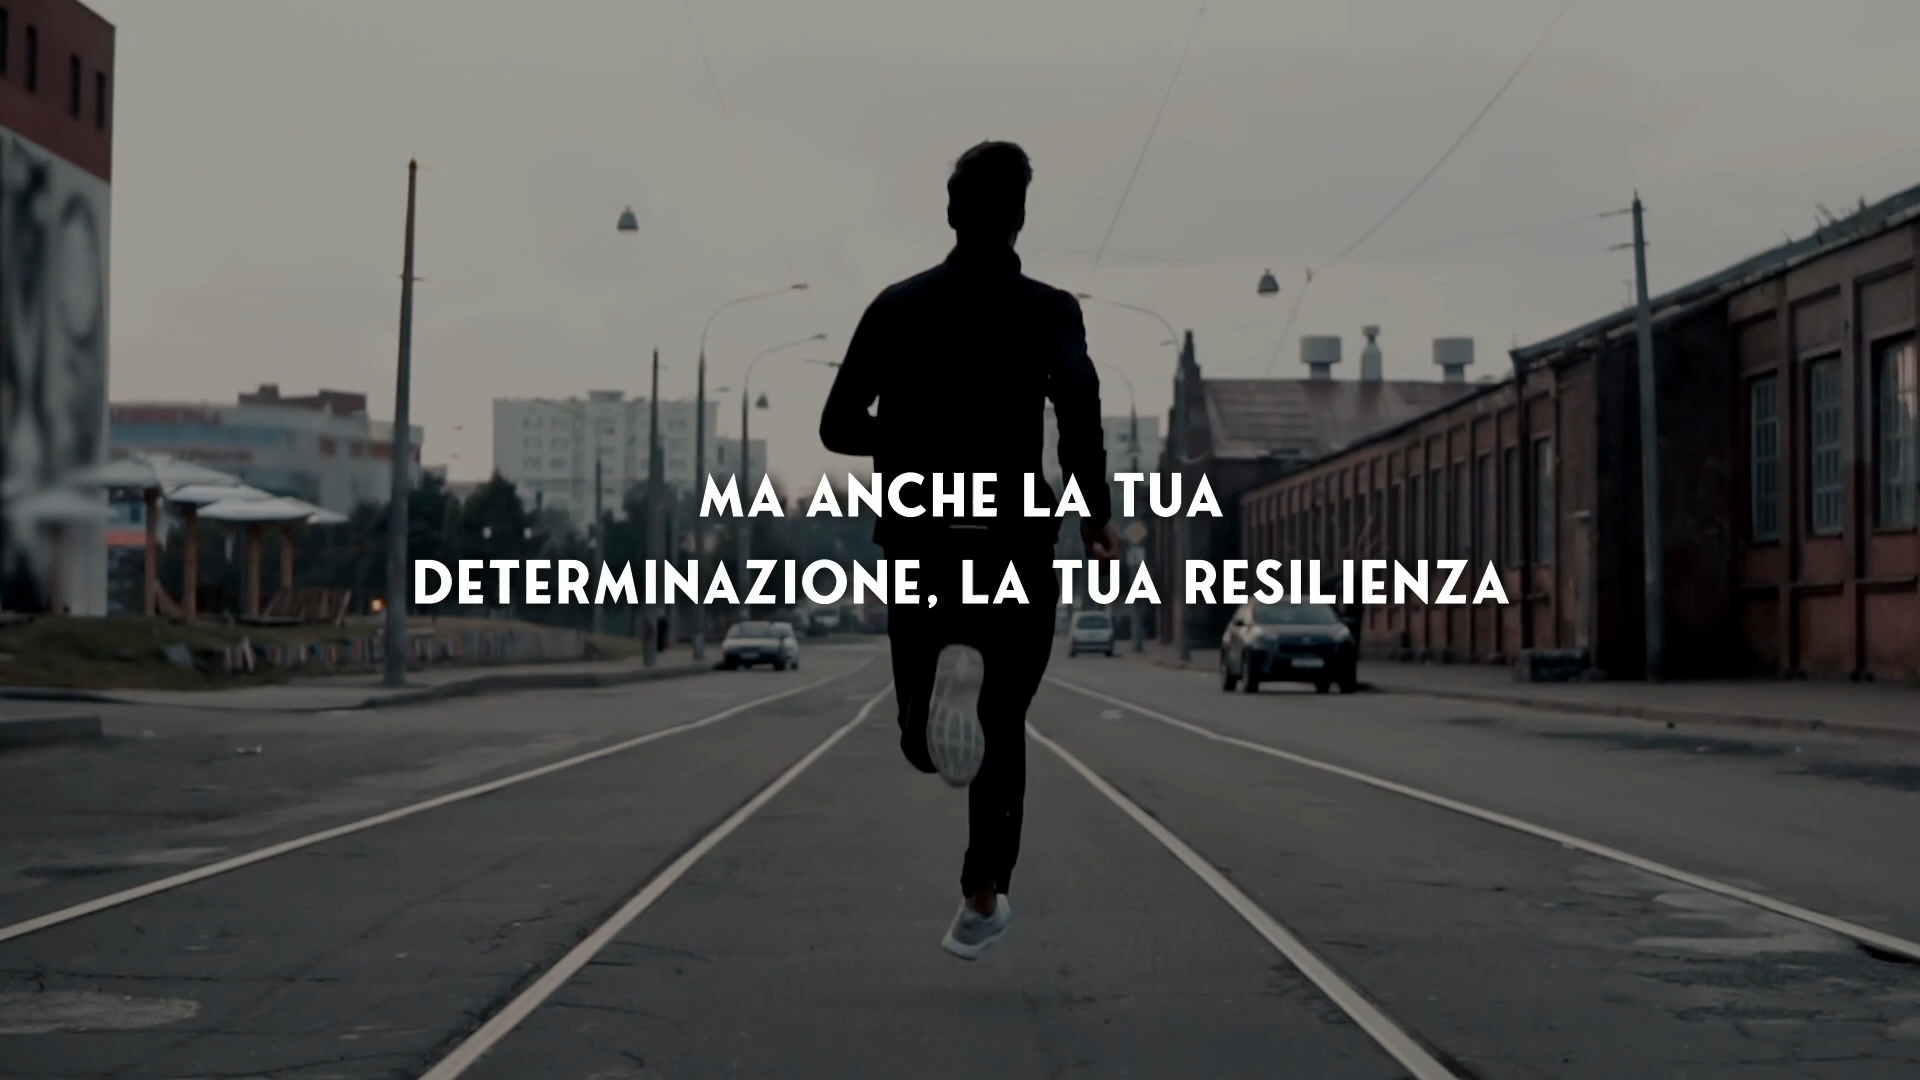 MA ANCHE LA TUA
DETERMINAZIONE, LA TUA RESILIENZA